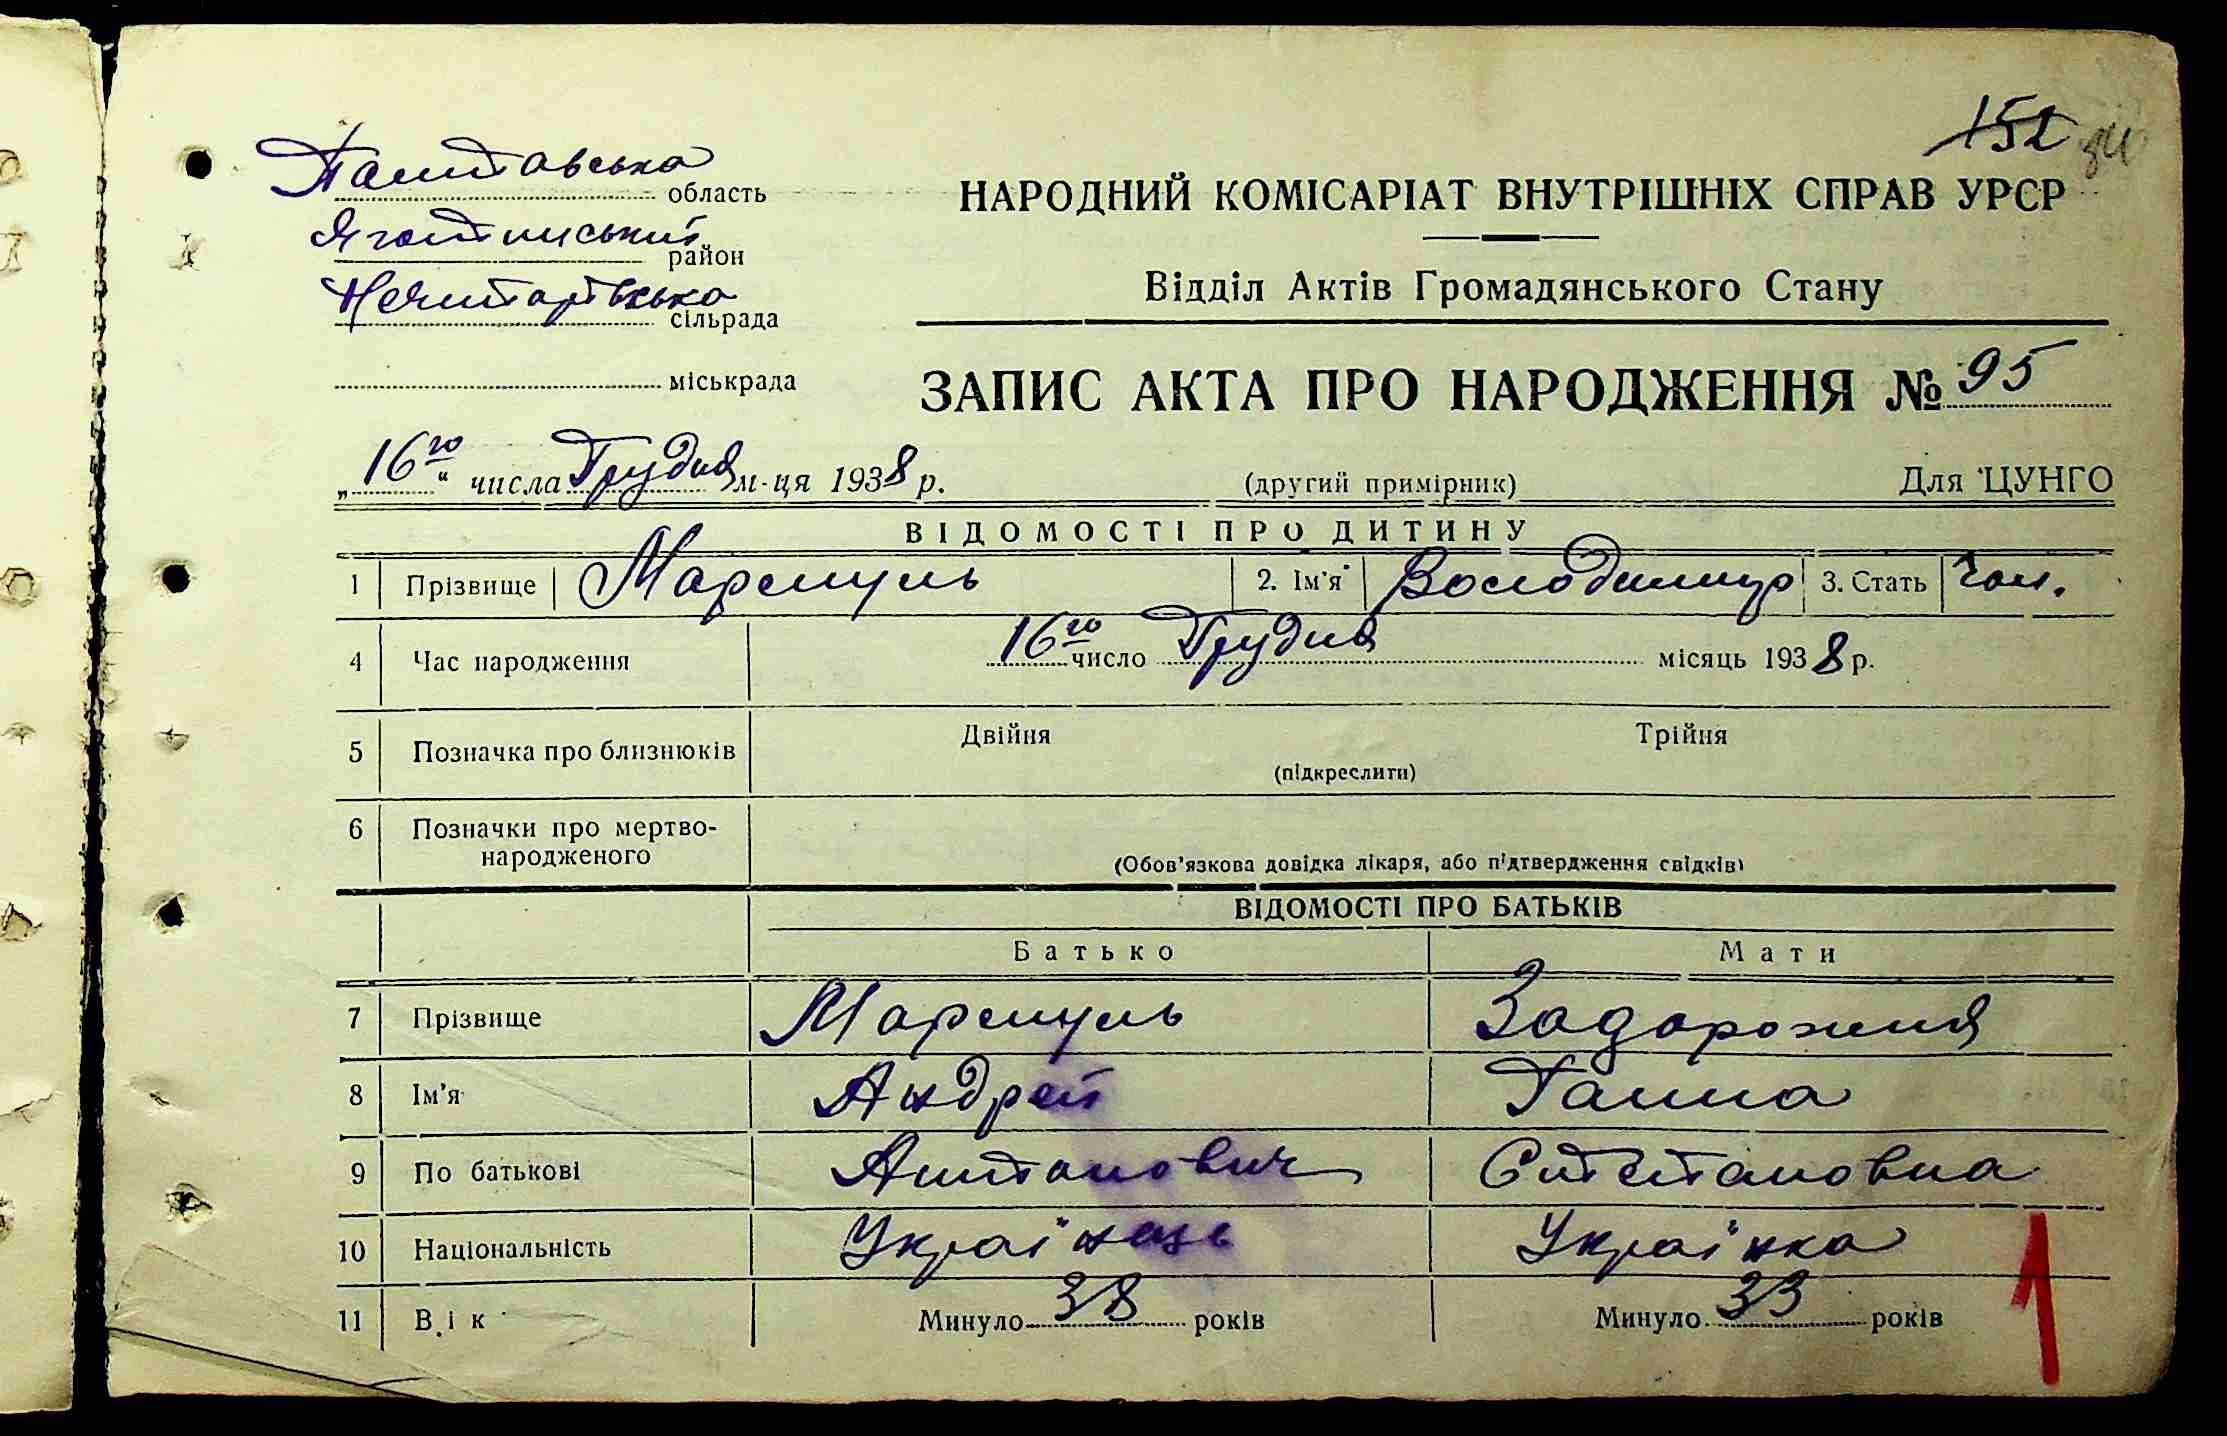 152
Полтавська область
НАРОДНИЙ КОМІСАРІАТ ВНУТРІШНІХ СПРАВ УРСР
Яготинський район
Нечипорівська сільрада
Відділ Актів Громадянського Стану
міськрада
ЗАПИС АКТА ПРО НАРОДЖЕННЯ № 95
„16го“ числа Грудня м-ця 1938 р. (другий примірник) Для ЦУНГО
ВІДОМОСТІ ПРО ДИТИНУ
1 Прізвище 2. Ім'я Володимир 3. Стать Чол.
4 Час народження 16го число Грудня місяць 1938 р.
5 Позначка про близнюків Двійня Трійня
(підкреслити)
6 Позначки про мертво-
народженого
(Обов'язкова довідка лікаря, або підтвердження свідків)
ВІДОМОСТІ ПРО БАТЬКІВ
Батько Мати
7 Прізвище Задорожня
8 Ім'я Андрей Ганна
9 По батькові Антонович Степановна
10 Національність Українець Українка
11 Вік Минуло 38 років Минуло 33 років
1